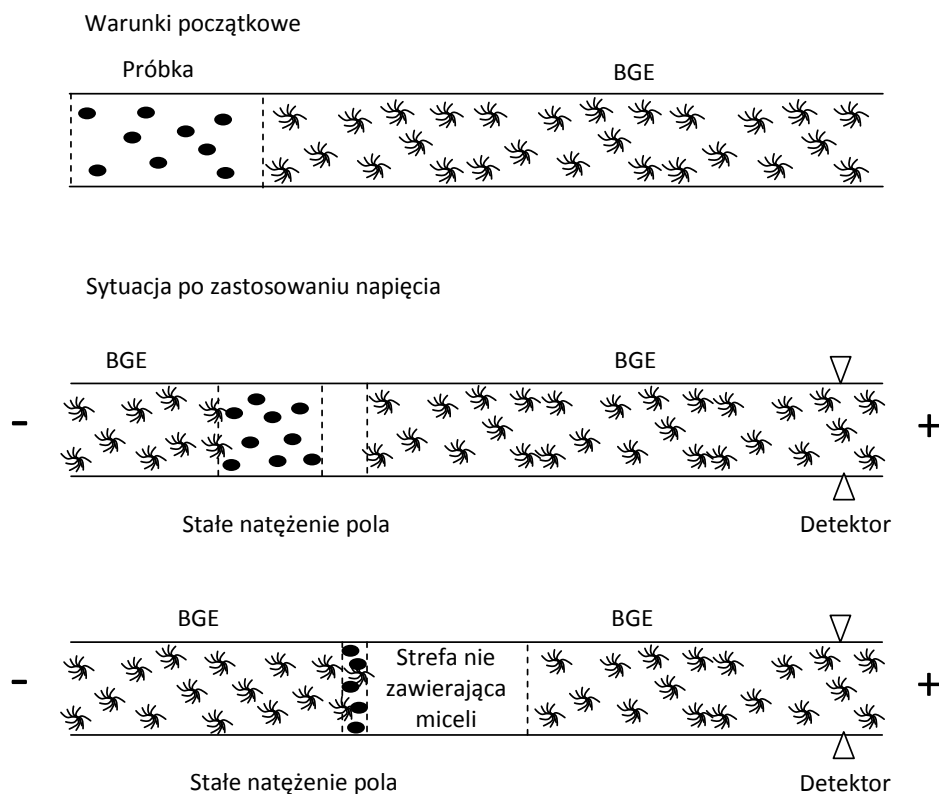 Warunki początkowe
Próbka
BGE
Sytuacja po zastosowaniu napięcia
BGE
BGE
-
+
Stałe natężenie pola
Detektor
BGE
BGE
-
Strefa nie
zawierająca
miceli
+
Stałe natężenie pola
Detektor